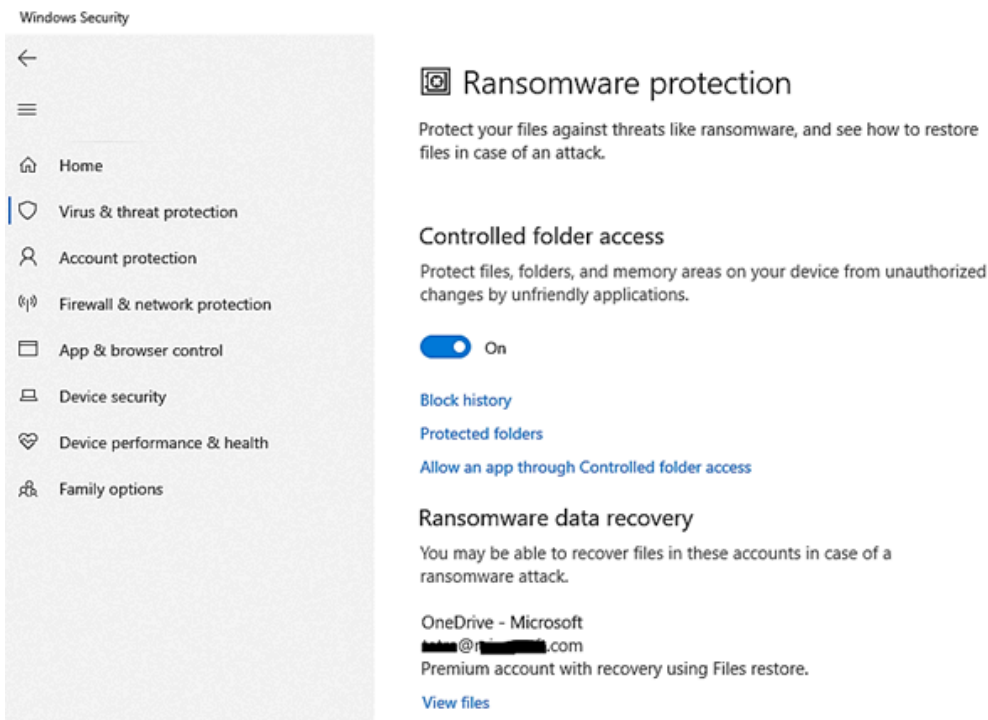 Windows Security
Home
Virus & threat protection
Account protection
Firewall & network protection
App & browser control
Device security
Device performance & health
Family options
Ransomware protection
Protect your files against threats like ransomware, and see how to restore
files in case of an attack.
Controlled folder access
Protect files, folders, and memory areas on your device from unauthorized
changes by unfriendly applications.
On
Block history
Protected folders
Allow an app through Controlled folder access
Ransomware data recovery
You may be able to recover files in these accounts in case of a
ransomware attack.
OneDrive - Microsoft
.com
Premium account with recovery using Files restore.
View files